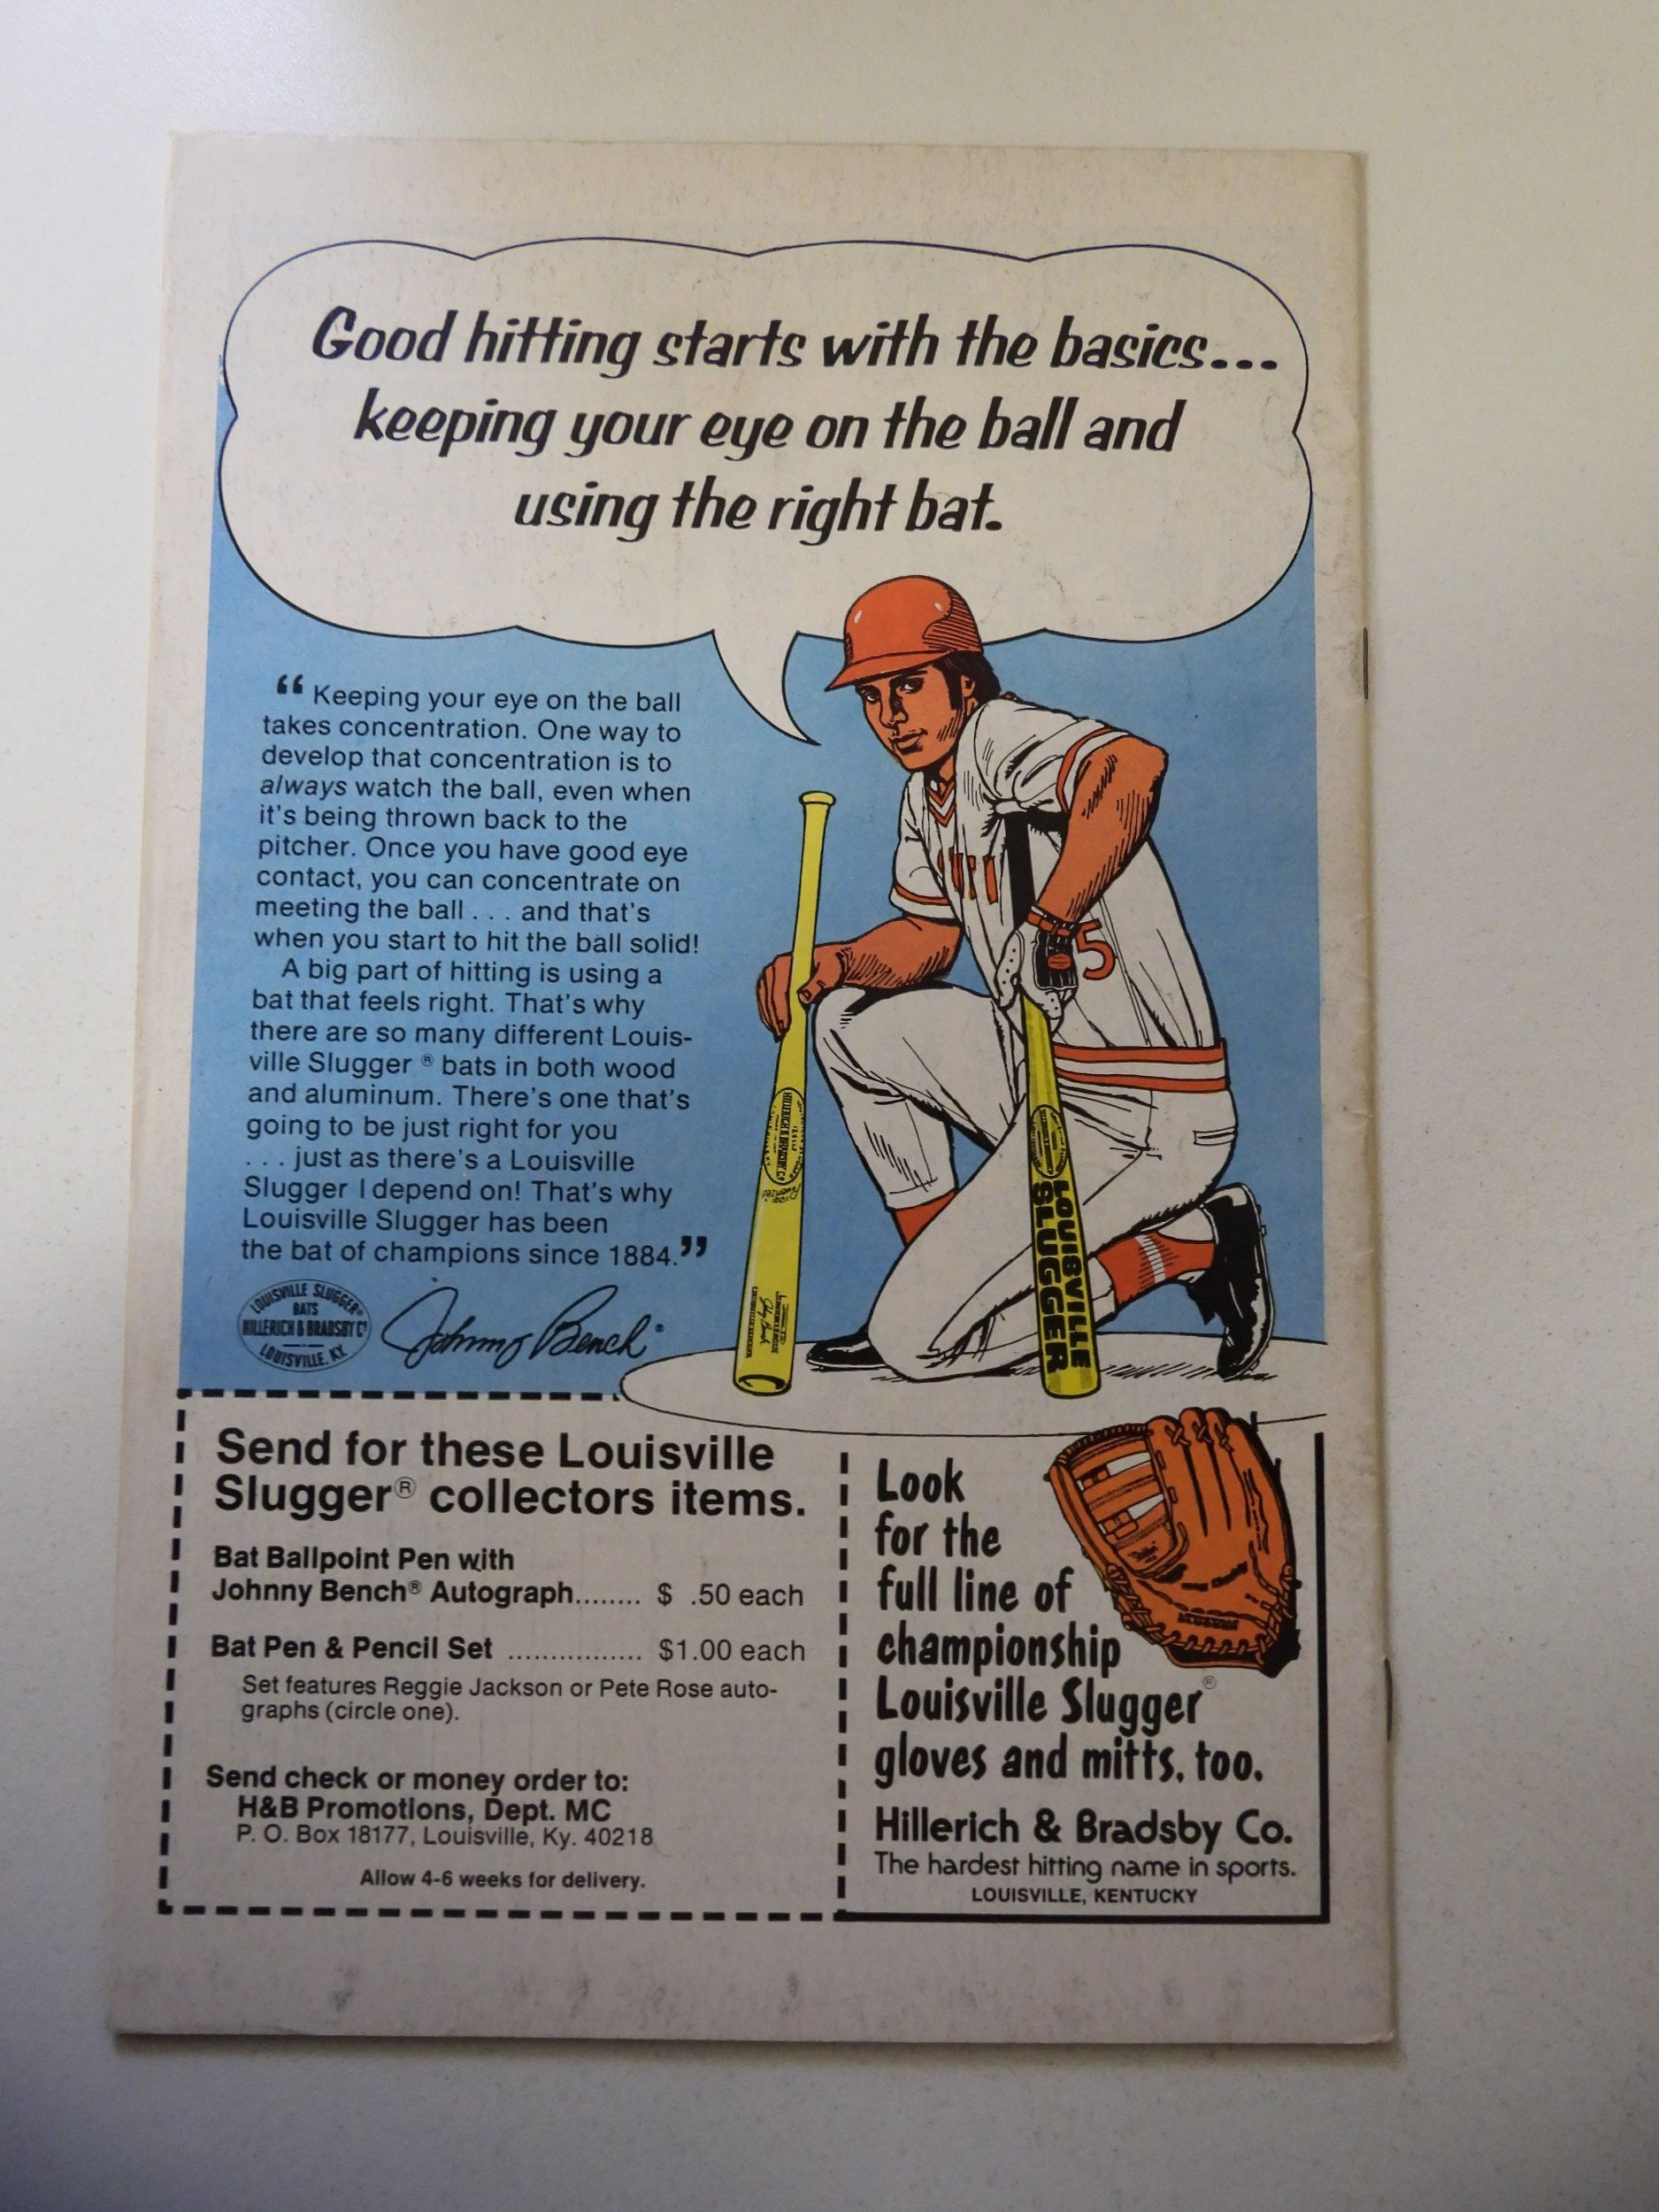 Good hitting starts with the basics...
keeping your eye on the ball and
using the right bat.
“ Keeping your eye on the ball
takes concentration. One way to
develop that concentration is to
always watch the ball, even when
it's being thrown back to the
pitcher. Once you have good eye
contact, you can concentrate on
meeting the ball . . . and that's
when you start to hit the ball solid!
A big part of hitting is using a
bat that feels right. That's why
there are so many different Louis-
ville Slugger ® bats in both wood
and aluminum. There's one that's
going to be just right for you
. . . just as there's a Louisville
Slugger I depend on! That's why
Louisville Slugger has been
the bat of champions since 1884.”
LOUISVILLE SLUGGER®
BATS
HILLERICH & BRADSBY Co
LOUISVILLE, KY.
Johnny Bench
5
HILLERICH & BRADSBY Co
LOUISVILLE
SLUGGER
Send for these Louisville
Slugger® collectors items.
Bat Ballpoint Pen with
Johnny Bench® Autograph........ $ .50 each
Bat Pen & Pencil Set ................ $1.00 each
Set features Reggie Jackson or Pete Rose auto-
graphs (circle one).
Send check or money order to:
H&B Promotions, Dept. MC
P. O. Box 18177, Louisville, Ky. 40218
Allow 4-6 weeks for delivery.
Look
for the
full line of
championship
Louisville Slugger®
gloves and mitts, too.
Hillerich & Bradsby Co.
The hardest hitting name in sports.
LOUISVILLE, KENTUCKY